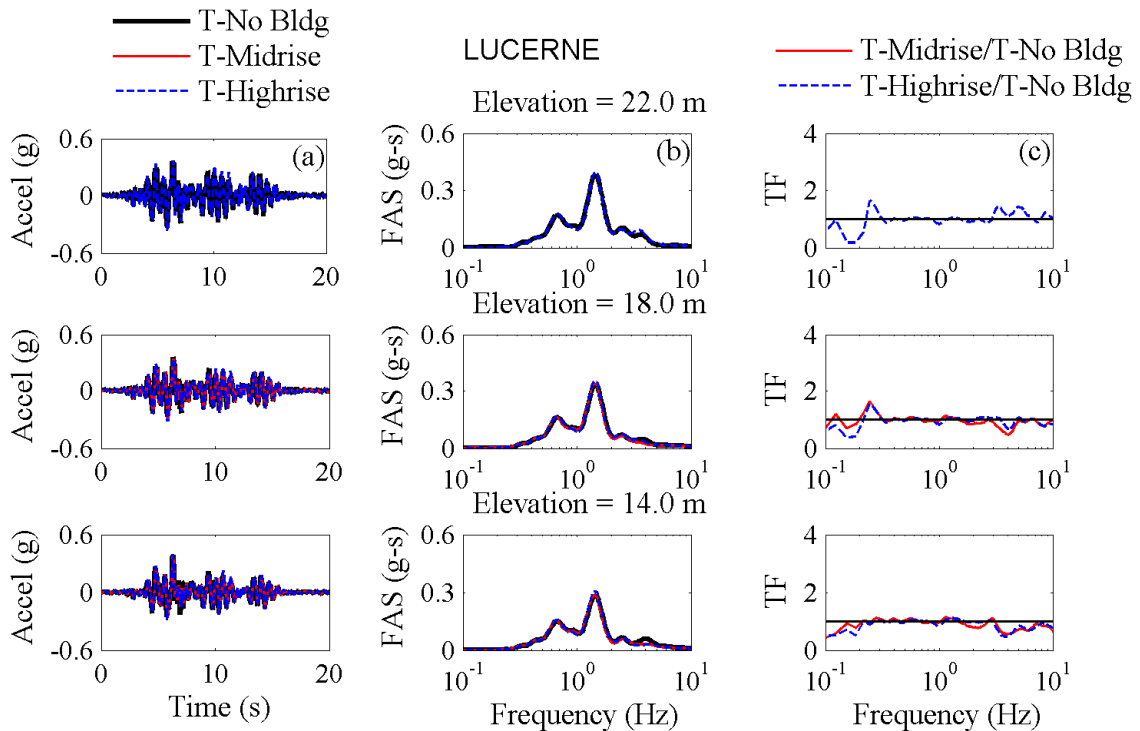 T-No Bldg
T-Midrise
T-Highrise
LUCERNE
T-Midrise/T-No Bldg
T-Highrise/T-No Bldg
Elevation = 22.0 m
Accel (g)
0.6
0
-0.6
(a)
0 10 20
FAS (g-s)
0.6
0.3
0
(b)
10^-1 10^0 10^1
TF
4
2
0
(c)
10^-1 10^0 10^1
Elevation = 18.0 m
Accel (g)
0.6
0
-0.6
0 10 20
FAS (g-s)
0.6
0.3
0
10^-1 10^0 10^1
TF
4
2
0
10^-1 10^0 10^1
Elevation = 14.0 m
Accel (g)
0.6
0
-0.6
0 10 20
Time (s)
FAS (g-s)
0.6
0.3
0
10^-1 10^0 10^1
Frequency (Hz)
TF
4
2
0
10^-1 10^0 10^1
Frequency (Hz)